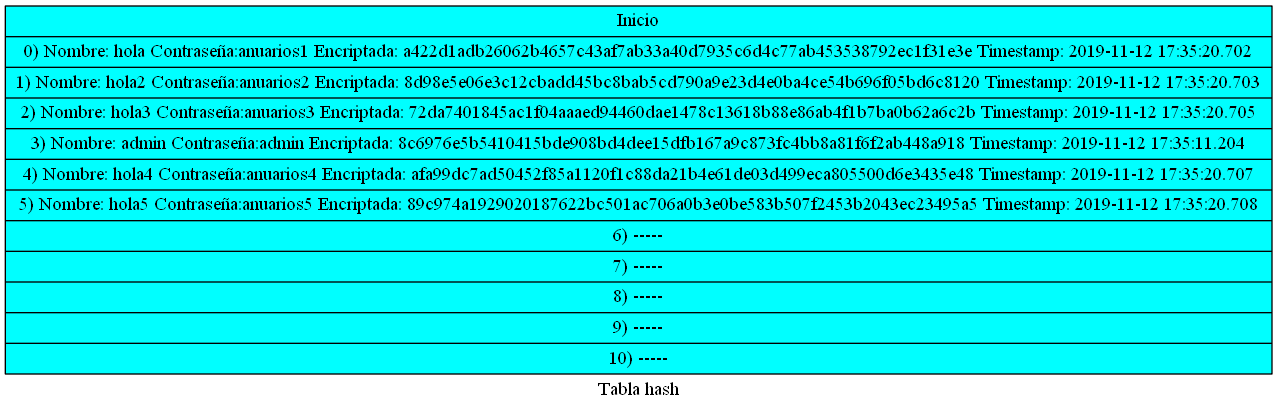 Inicio
0) Nombre: hola Contraseña:anuarios1 Encriptada: a422d1adb26062b4657c43af7ab33a40d7935c6d4c77ab453538792ec1f31e3e Timestamp: 2019-11-12 17:35:20.702
1) Nombre: hola2 Contraseña:anuarios2 Encriptada: 8d98e5e06e3c12cbadd45bc8bab5cd790a9e23d4e0ba4ce54b696f05bd6c8120 Timestamp: 2019-11-12 17:35:20.703
2) Nombre: hola3 Contraseña:anuarios3 Encriptada: 72da7401845ac1f04aaaed94460dae1478c13618b88e86ab4f1b7ba0b62a6c2b Timestamp: 2019-11-12 17:35:20.705
3) Nombre: admin Contraseña:admin Encriptada: 8c6976e5b5410415bde908bd4dee15dfb167a9c873fc4bb8a81f6f2ab448a918 Timestamp: 2019-11-12 17:35:11.204
4) Nombre: hola4 Contraseña:anuarios4 Encriptada: afa99dc7ad50452f85a1120f1c88da21b4e61de03d499eca805500d6e3435e48 Timestamp: 2019-11-12 17:35:20.707
5) Nombre: hola5 Contraseña:anuarios5 Encriptada: 89c974a1929020187622bc501ac706a0b3e0be583b507f2453b2043ec23495a5 Timestamp: 2019-11-12 17:35:20.708
6) -----
7) -----
8) -----
9) -----
10) -----
Tabla hash